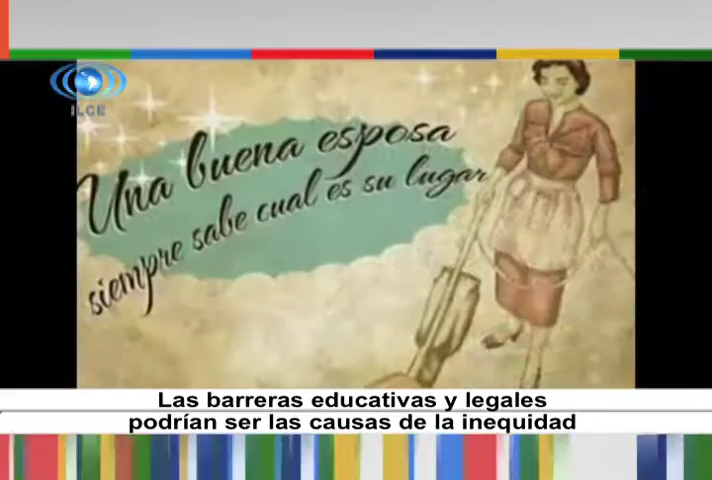 ILCE
Una buena esposa
siempre sabe cual es su lugar
Las barreras educativas y legales
podrían ser las causas de la inequidad